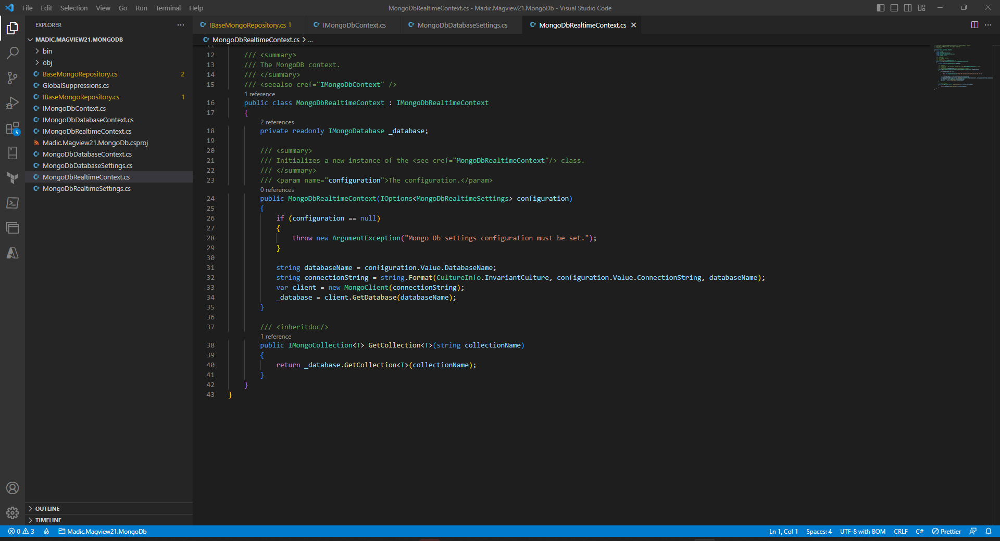 File Edit Selection View Go Run Terminal Help
MongoDbRealtimeContext.cs - Madic.Magview21.MongoDb - Visual Studio Code
EXPLORER
MADIC.MAGVIEW21.MONGODB
bin
obj
BaseMongoRepository.cs 2
GlobalSuppressions.cs
IBaseMongoRepository.cs 1
IMongoDbContext.cs
IMongoDbDatabaseContext.cs
IMongoDbRealtimeContext.cs
Madic.Magview21.MongoDb.csproj
MongoDbDatabaseContext.cs
MongoDbDatabaseSettings.cs
MongoDbRealtimeContext.cs
MongoDbRealtimeSettings.cs
5
OUTLINE
TIMELINE
IBaseMongoRepository.cs 1 IMongoDbContext.cs MongoDbDatabaseSettings.cs MongoDbRealtimeContext.cs
MongoDbRealtimeContext.cs > ...
11
12 /// <summary>
13 /// The MongoDB context.
14 /// </summary>
15 /// <seealso cref="IMongoDbContext" />
1 reference
16 public class MongoDbRealtimeContext : IMongoDbRealtimeContext
17 {
2 references
18 private readonly IMongoDatabase _database;
19
20 /// <summary>
21 /// Initializes a new instance of the <see cref="MongoDbRealtimeContext"/> class.
22 /// </summary>
23 /// <param name="configuration">The configuration.</param>
0 references
24 public MongoDbRealtimeContext(IOptions<MongoDbRealtimeSettings> configuration)
25 {
26 if (configuration == null)
27 {
28 throw new ArgumentException("Mongo Db settings configuration must be set.");
29 }
30
31 string databaseName = configuration.Value.DatabaseName;
32 string connectionString = string.Format(CultureInfo.InvariantCulture, configuration.Value.ConnectionString, databaseName);
33 var client = new MongoClient(connectionString);
34 _database = client.GetDatabase(databaseName);
35 }
36
37 /// <inheritdoc/>
1 reference
38 public IMongoCollection<T> GetCollection<T>(string collectionName)
39 {
40 return _database.GetCollection<T>(collectionName);
41 }
42 }
43 }
0 3 Madic.Magview21.MongoDb
Ln 1, Col 1 Spaces: 4 UTF-8 with BOM CRLF C# Prettier